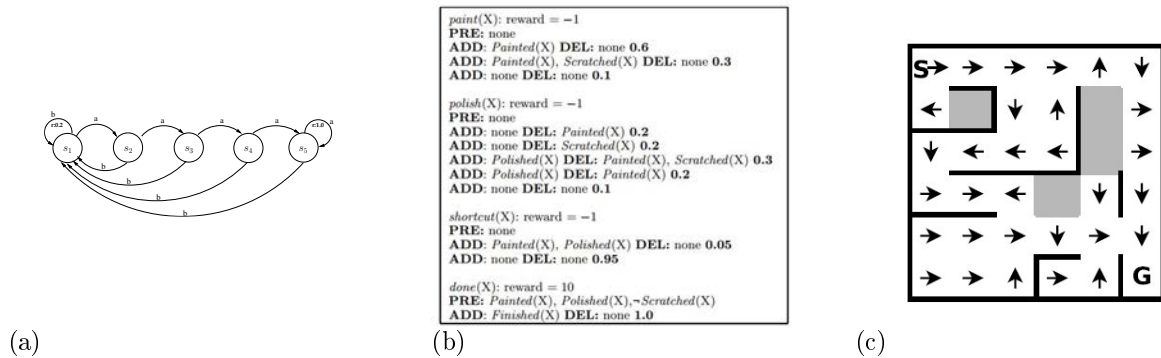 b
r:0.2
a
a
a
a
r:1.0
a
s1
s2
s3
s4
s5
b
b
b
b
(a)
paint(X): reward = −1
PRE: none
ADD: Painted(X) DEL: none 0.6
ADD: Painted(X), Scratched(X) DEL: none 0.3
ADD: none DEL: none 0.1
polish(X): reward = −1
PRE: none
ADD: none DEL: Painted(X) 0.2
ADD: none DEL: Scratched(X) 0.2
ADD: Polished(X) DEL: Painted(X), Scratched(X) 0.3
ADD: Polished(X) DEL: Painted(X) 0.2
ADD: none DEL: none 0.1
shortcut(X): reward = −1
PRE: none
ADD: Painted(X), Polished(X) DEL: none 0.05
ADD: none DEL: none 0.95
done(X): reward = 10
PRE: Painted(X), Polished(X),¬Scratched(X)
ADD: Finished(X) DEL: none 1.0
(b)
S
G
(c)